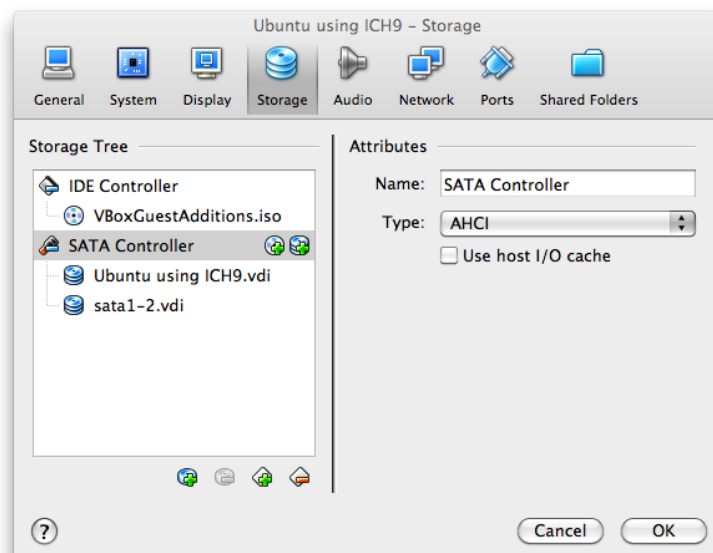 Ubuntu using ICH9 – Storage
General System Display Storage Audio Network Ports Shared Folders
Storage Tree
IDE Controller
VBoxGuestAdditions.iso
SATA Controller
Ubuntu using ICH9.vdi
sata1-2.vdi
Attributes
Name: SATA Controller
Type: AHCI
Use host I/O cache
?
Cancel OK